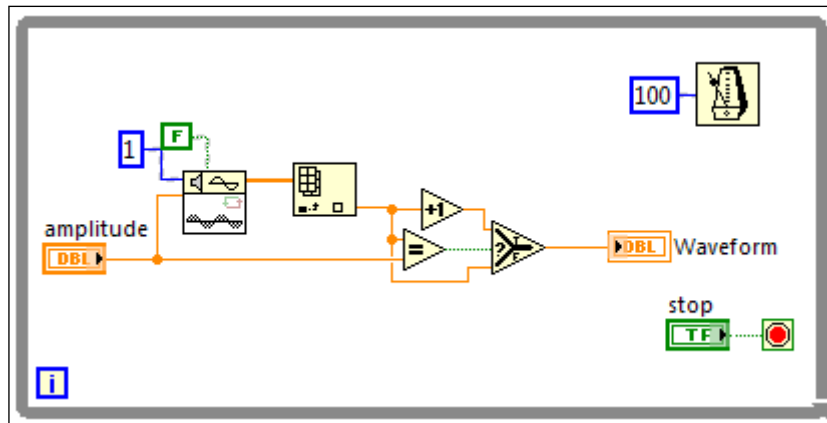 100
F
1
amplitude
DBL
+1
=
?
T
F
DBL
Waveform
stop
TF
i